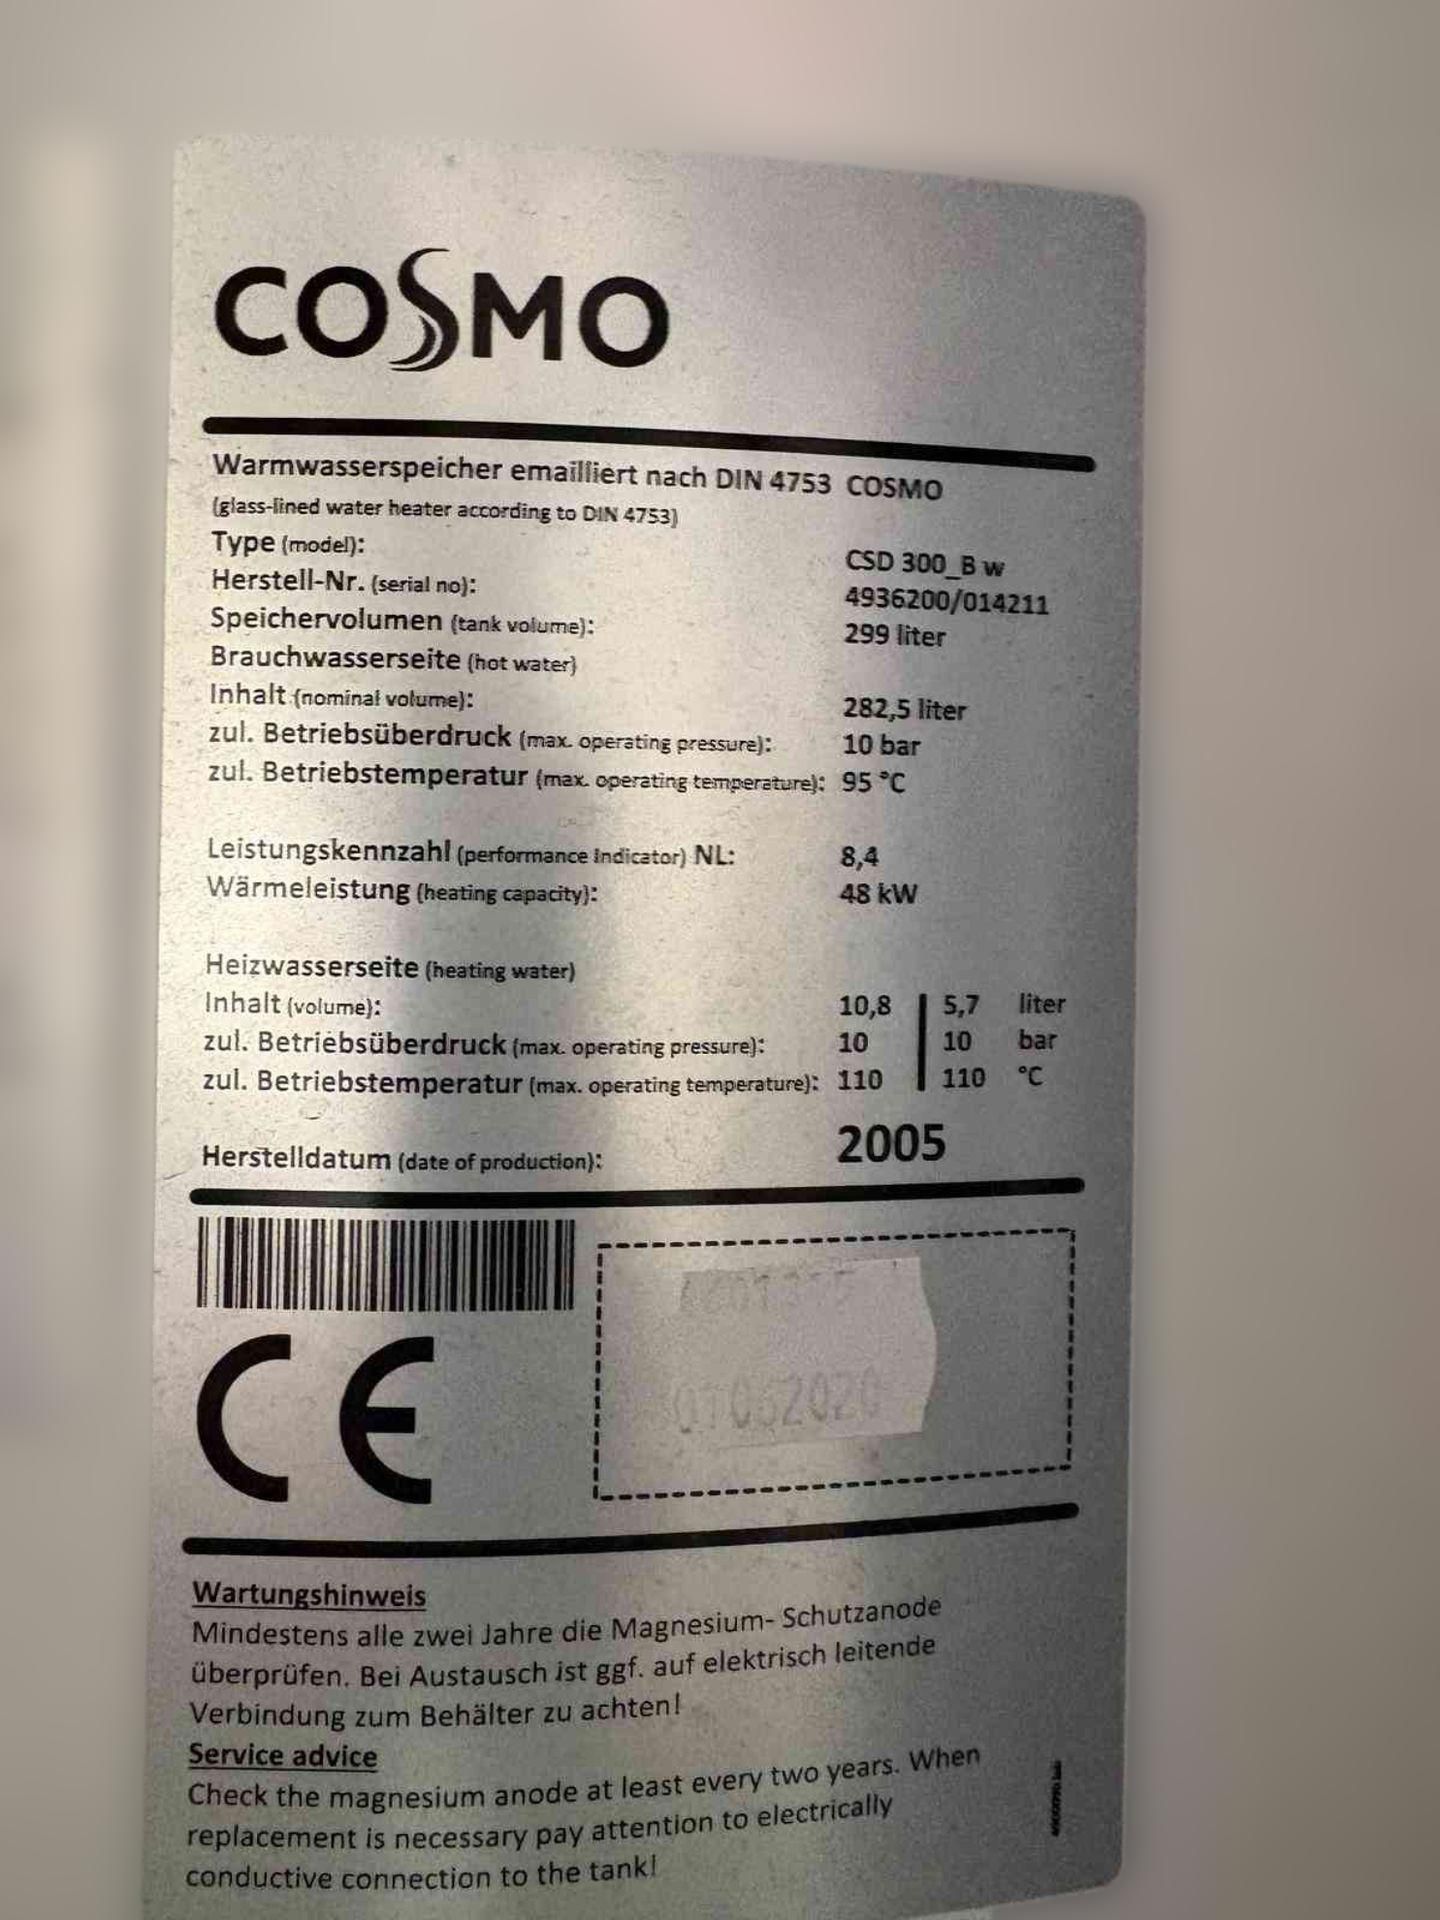 COSMO
Warmwasserspeicher emailliert nach DIN 4753 COSMO
(glass-lined water heater according to DIN 4753)
Type (model): CSD 300_B w
Herstell-Nr. (serial no): 4936200/014211
Speichervolumen (tank volume): 299 liter
Brauchwasserseite (hot water)
Inhalt (nominal volume): 282,5 liter
zul. Betriebsüberdruck (max. operating pressure): 10 bar
zul. Betriebstemperatur (max. operating temperature): 95 °C
Leistungskennzahl (performance indicator) NL: 8,4
Wärmeleistung (heating capacity): 48 kW
Heizwasserseite (heating water)
Inhalt (volume): 10,8 | 5,7 liter
zul. Betriebsüberdruck (max. operating pressure): 10 | 10 bar
zul. Betriebstemperatur (max. operating temperature): 110 | 110 °C
Herstelldatum (date of production): 2005
CE
Wartungshinweis
Mindestens alle zwei Jahre die Magnesium- Schutzanode
überprüfen. Bei Austausch ist ggf. auf elektrisch leitende
Verbindung zum Behälter zu achten!
Service advice
Check the magnesium anode at least every two years. When
replacement is necessary pay attention to electrically
conductive connection to the tank!